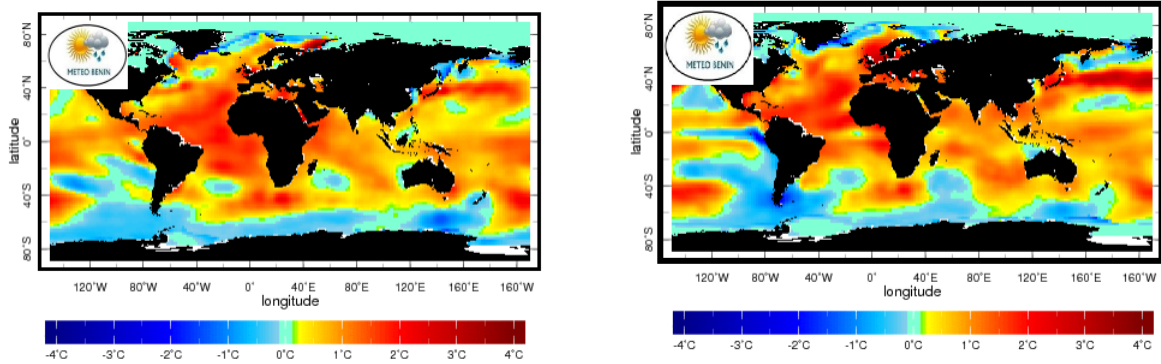 METEO BENIN
80°N
40°N
0°
40°S
80°S
latitude
120°W 80°W 40°W 0° 40°E 80°E 120°E 160°E 160°W
longitude
-4°C -3°C -2°C -1°C 0°C 1°C 2°C 3°C 4°C
METEO BENIN
80°N
40°N
0°
40°S
80°S
latitude
120°W 80°W 40°W 0° 40°E 80°E 120°E 160°E 160°W
longitude
-4°C -3°C -2°C -1°C 0°C 1°C 2°C 3°C 4°C